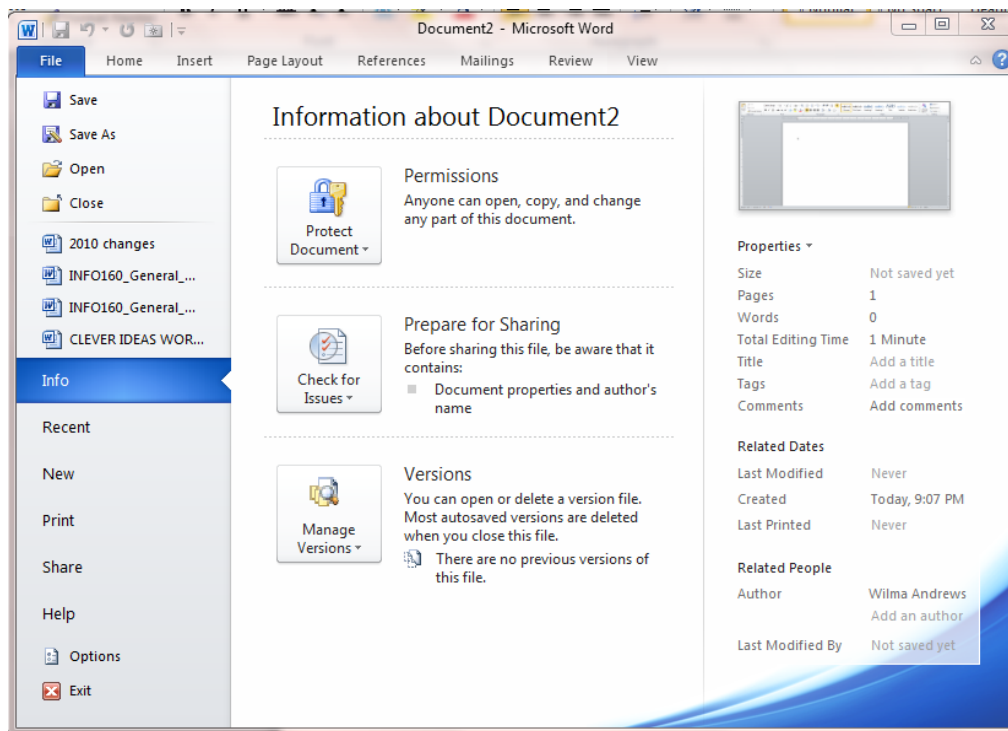 Document2 - Microsoft Word
File Home Insert Page Layout References Mailings Review View
Save
Save As
Open
Close
2010 changes
INFO160_General_...
INFO160_General_...
CLEVER IDEAS WOR...
Info
Recent
New
Print
Share
Help
Options
Exit
Information about Document2
Protect
Document
Permissions
Anyone can open, copy, and change
any part of this document.
Check for
Issues
Prepare for Sharing
Before sharing this file, be aware that it
contains:
Document properties and author's
name
Manage
Versions
Versions
You can open or delete a version file.
Most autosaved versions are deleted
when you close this file.
There are no previous versions of
this file.
Properties
Size Not saved yet
Pages 1
Words 0
Total Editing Time 1 Minute
Title Add a title
Tags Add a tag
Comments Add comments
Related Dates
Last Modified Never
Created Today, 9:07 PM
Last Printed Never
Related People
Author Wilma Andrews
Add an author
Last Modified By Not saved yet